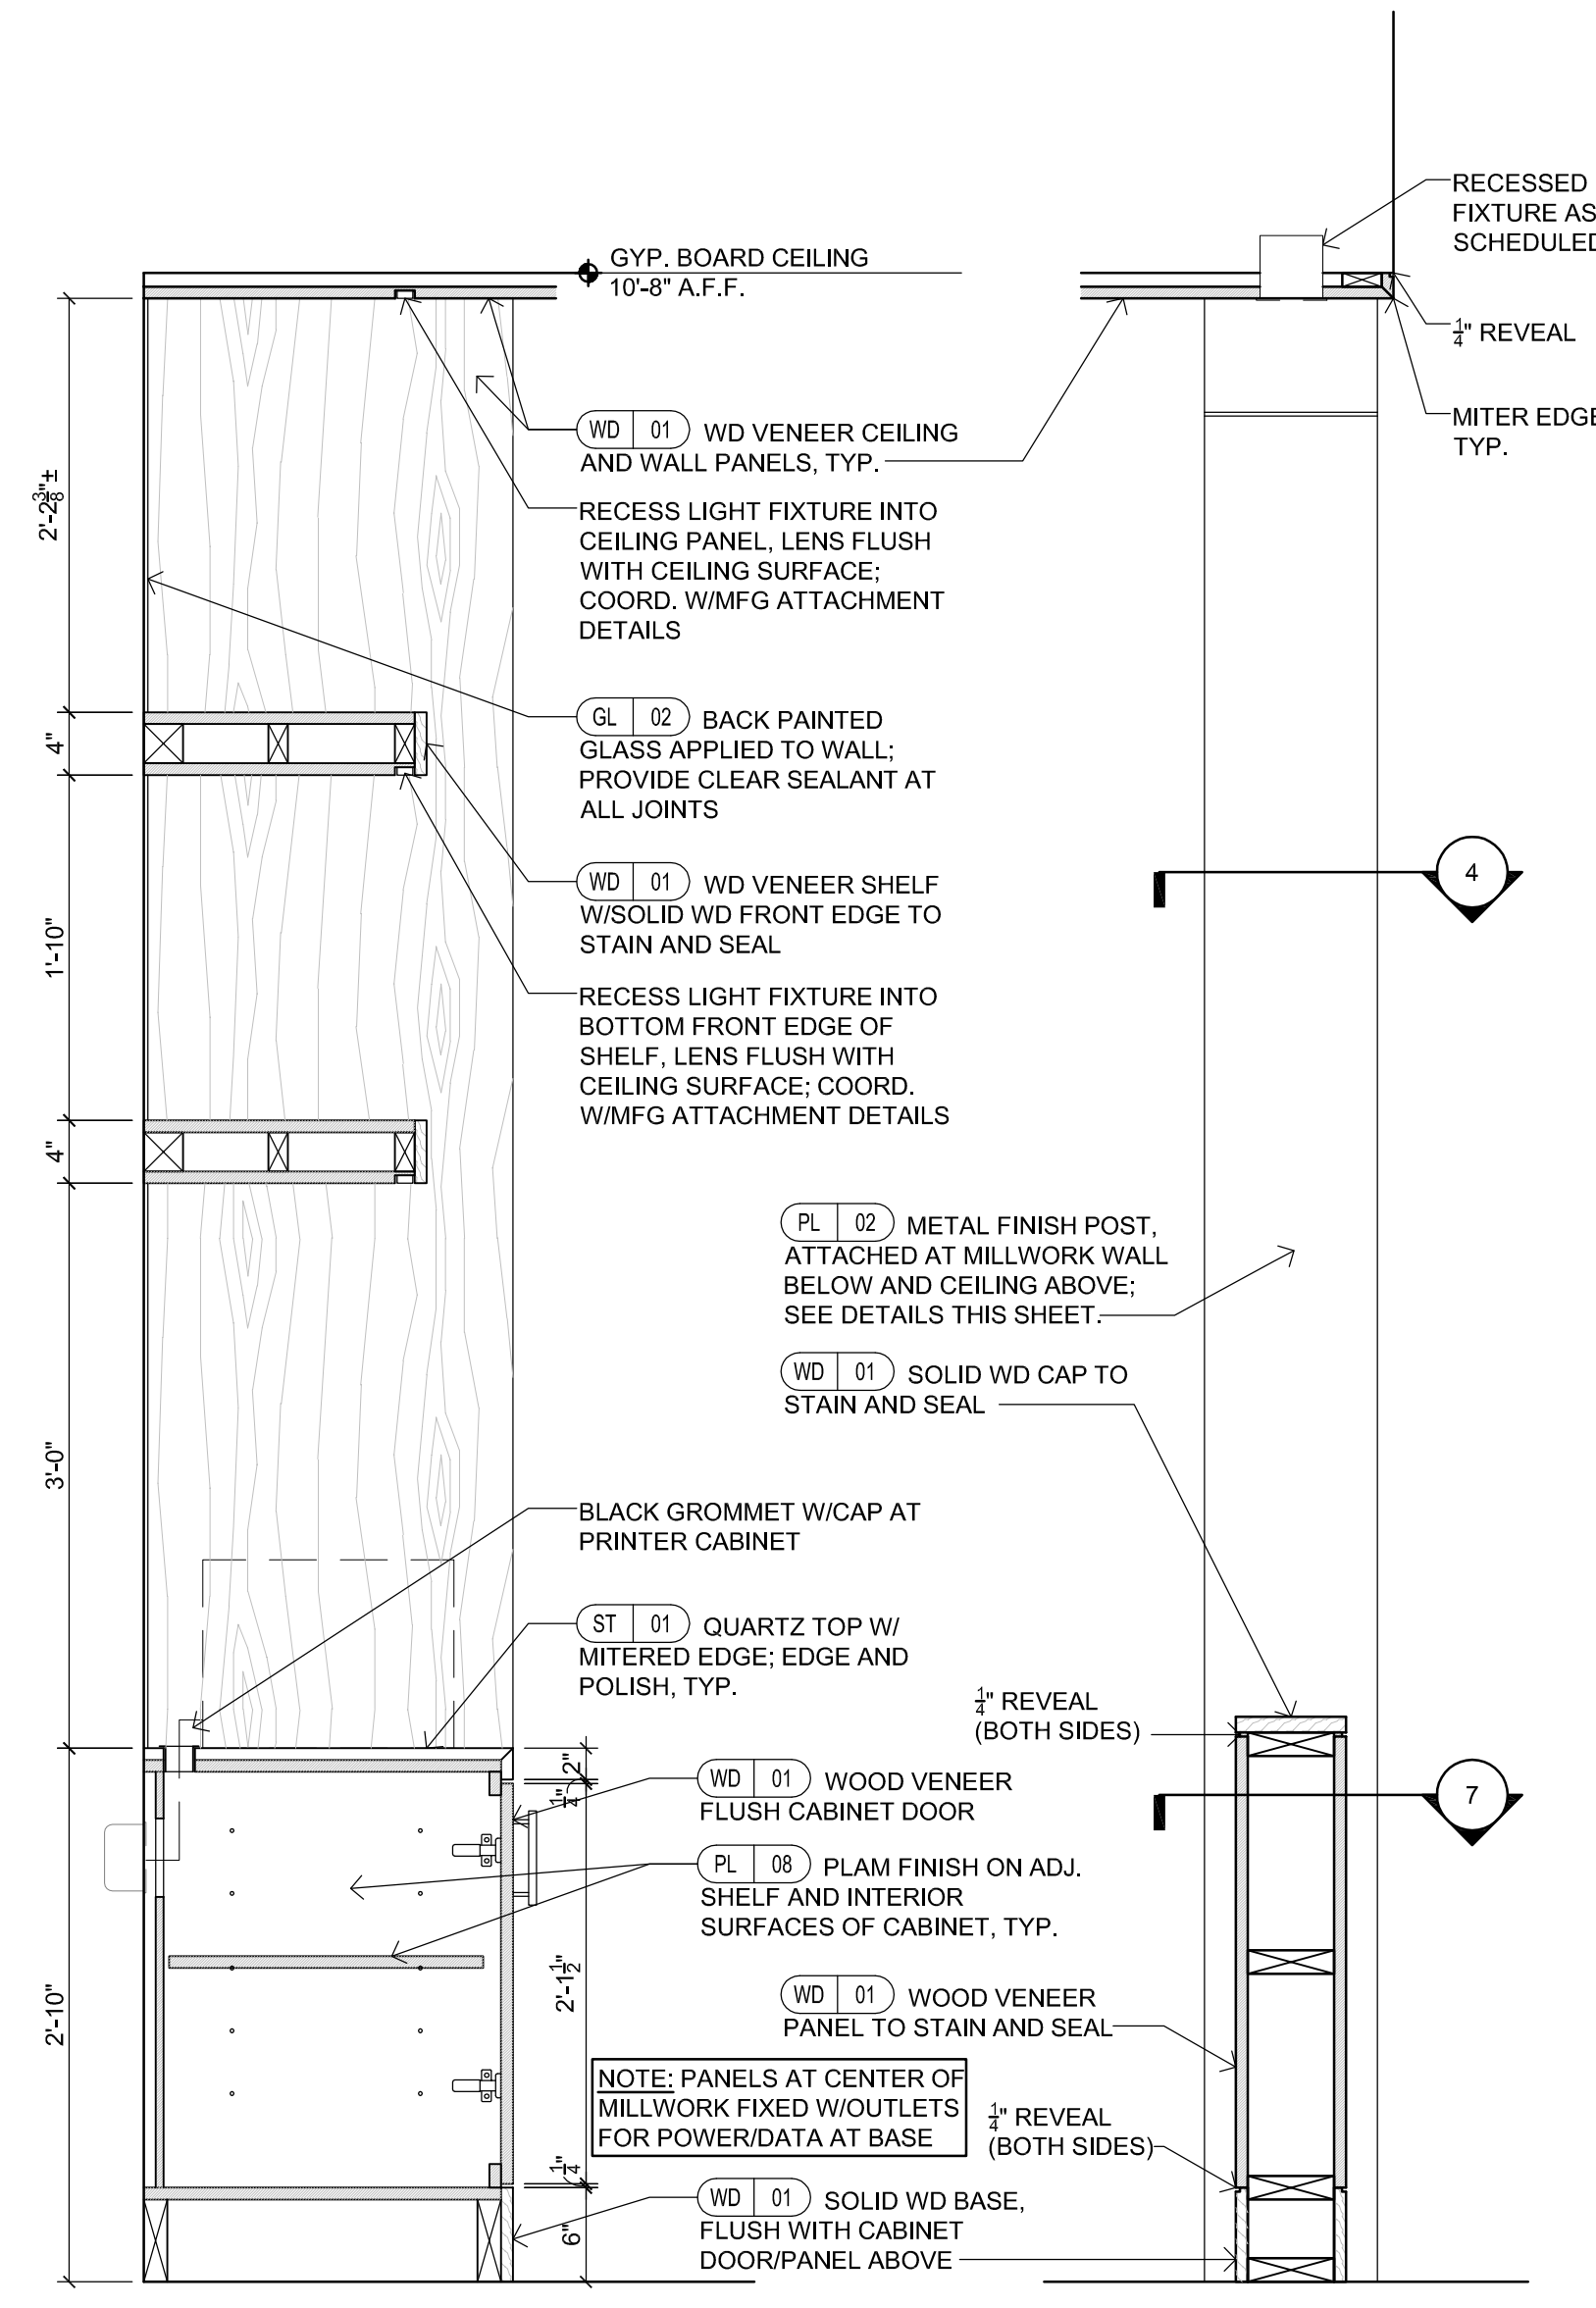 RECESSED
FIXTURE AS
SCHEDULED
GYP. BOARD CEILING
10'-8" A.F.F.
1/4" REVEAL
MITER EDGE
TYP.
WD 01 WD VENEER CEILING
AND WALL PANELS, TYP.
RECESS LIGHT FIXTURE INTO
CEILING PANEL, LENS FLUSH
WITH CEILING SURFACE;
COORD. W/MFG ATTACHMENT
DETAILS
2'-2 3/8"±
GL 02 BACK PAINTED
GLASS APPLIED TO WALL;
PROVIDE CLEAR SEALANT AT
ALL JOINTS
4"
WD 01 WD VENEER SHELF
W/SOLID WD FRONT EDGE TO
STAIN AND SEAL
4
1'-10"
RECESS LIGHT FIXTURE INTO
BOTTOM FRONT EDGE OF
SHELF, LENS FLUSH WITH
CEILING SURFACE; COORD.
W/MFG ATTACHMENT DETAILS
4"
PL 02 METAL FINISH POST,
ATTACHED AT MILLWORK WALL
BELOW AND CEILING ABOVE;
SEE DETAILS THIS SHEET.
WD 01 SOLID WD CAP TO
STAIN AND SEAL
3'-0"
BLACK GROMMET W/CAP AT
PRINTER CABINET
ST 01 QUARTZ TOP W/
MITERED EDGE; EDGE AND
POLISH, TYP.
1/4" REVEAL
(BOTH SIDES)
2"
1/4"
WD 01 WOOD VENEER
FLUSH CABINET DOOR
7
PL 08 PLAM FINISH ON ADJ.
SHELF AND INTERIOR
SURFACES OF CABINET, TYP.
2'-1 1/2"
2'-10"
WD 01 WOOD VENEER
PANEL TO STAIN AND SEAL
NOTE: PANELS AT CENTER OF
MILLWORK FIXED W/OUTLETS
FOR POWER/DATA AT BASE
1/4" REVEAL
(BOTH SIDES)
1/4"
WD 01 SOLID WD BASE,
FLUSH WITH CABINET
DOOR/PANEL ABOVE
6"